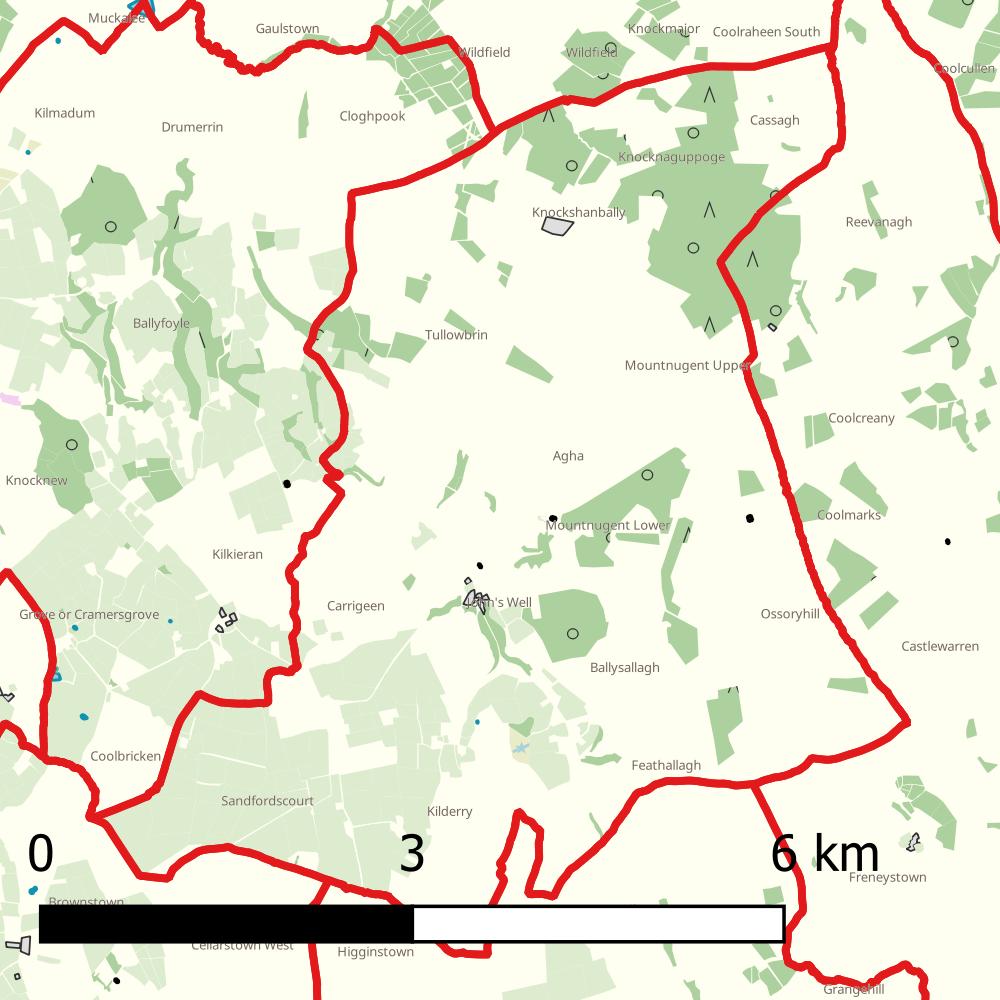 Muckalee
Gaulstown
Knockmajor
Coolraheen South
Wildfield
Wildfield
Coolcullen
Kilmadum
Drumerrin
Cloghpook
Cassagh
Knocknaguppoge
Knockshanbally
Reevanagh
Ballyfoyle
Tullowbrin
Mountnugent Upper
Coolcreany
Agha
Knocknew
Coolmarks
Mountnugent Lower
Kilkieran
Grove or Cramersgrove
Carrigeen
John's Well
Ossoryhill
Castlewarren
Ballysallagh
Coolbricken
Feathallagh
Sandfordscourt
Kilderry
0 3 6 km
Freneystown
Brownstown
Cellarstown West
Higginstown
Grangehill